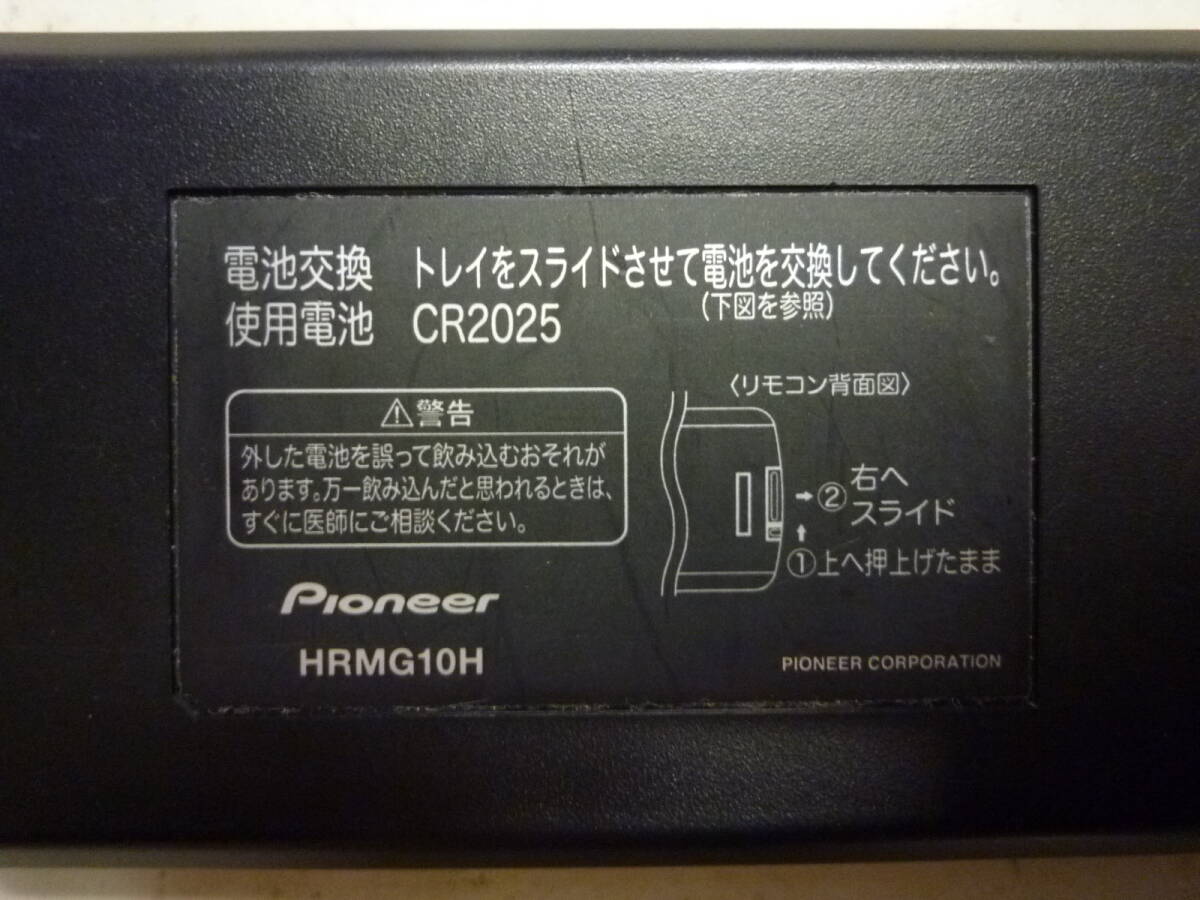 電池交換 トレイをスライドさせて電池を交換してください。
(下図を参照)
使用電池 CR2025
⚠警告
外した電池を誤って飲み込むおそれが
あります。万一飲み込んだと思われるときは、
すぐに医師にご相談ください。
〈リモコン背面図〉
→②右へ
スライド
↑
①上へ押上げたまま
Pioneer
HRMG10H
PIONEER CORPORATION